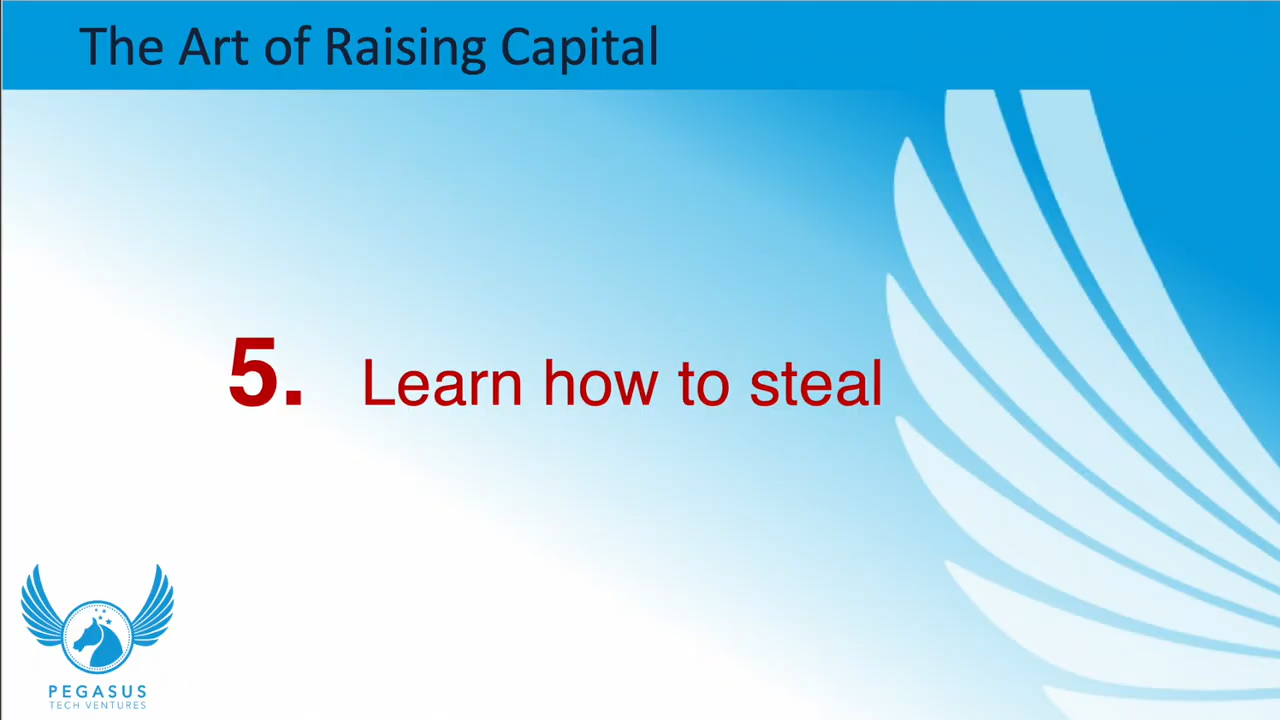 The Art of Raising Capital
5. Learn how to steal
PEGASUS
TECH VENTURES